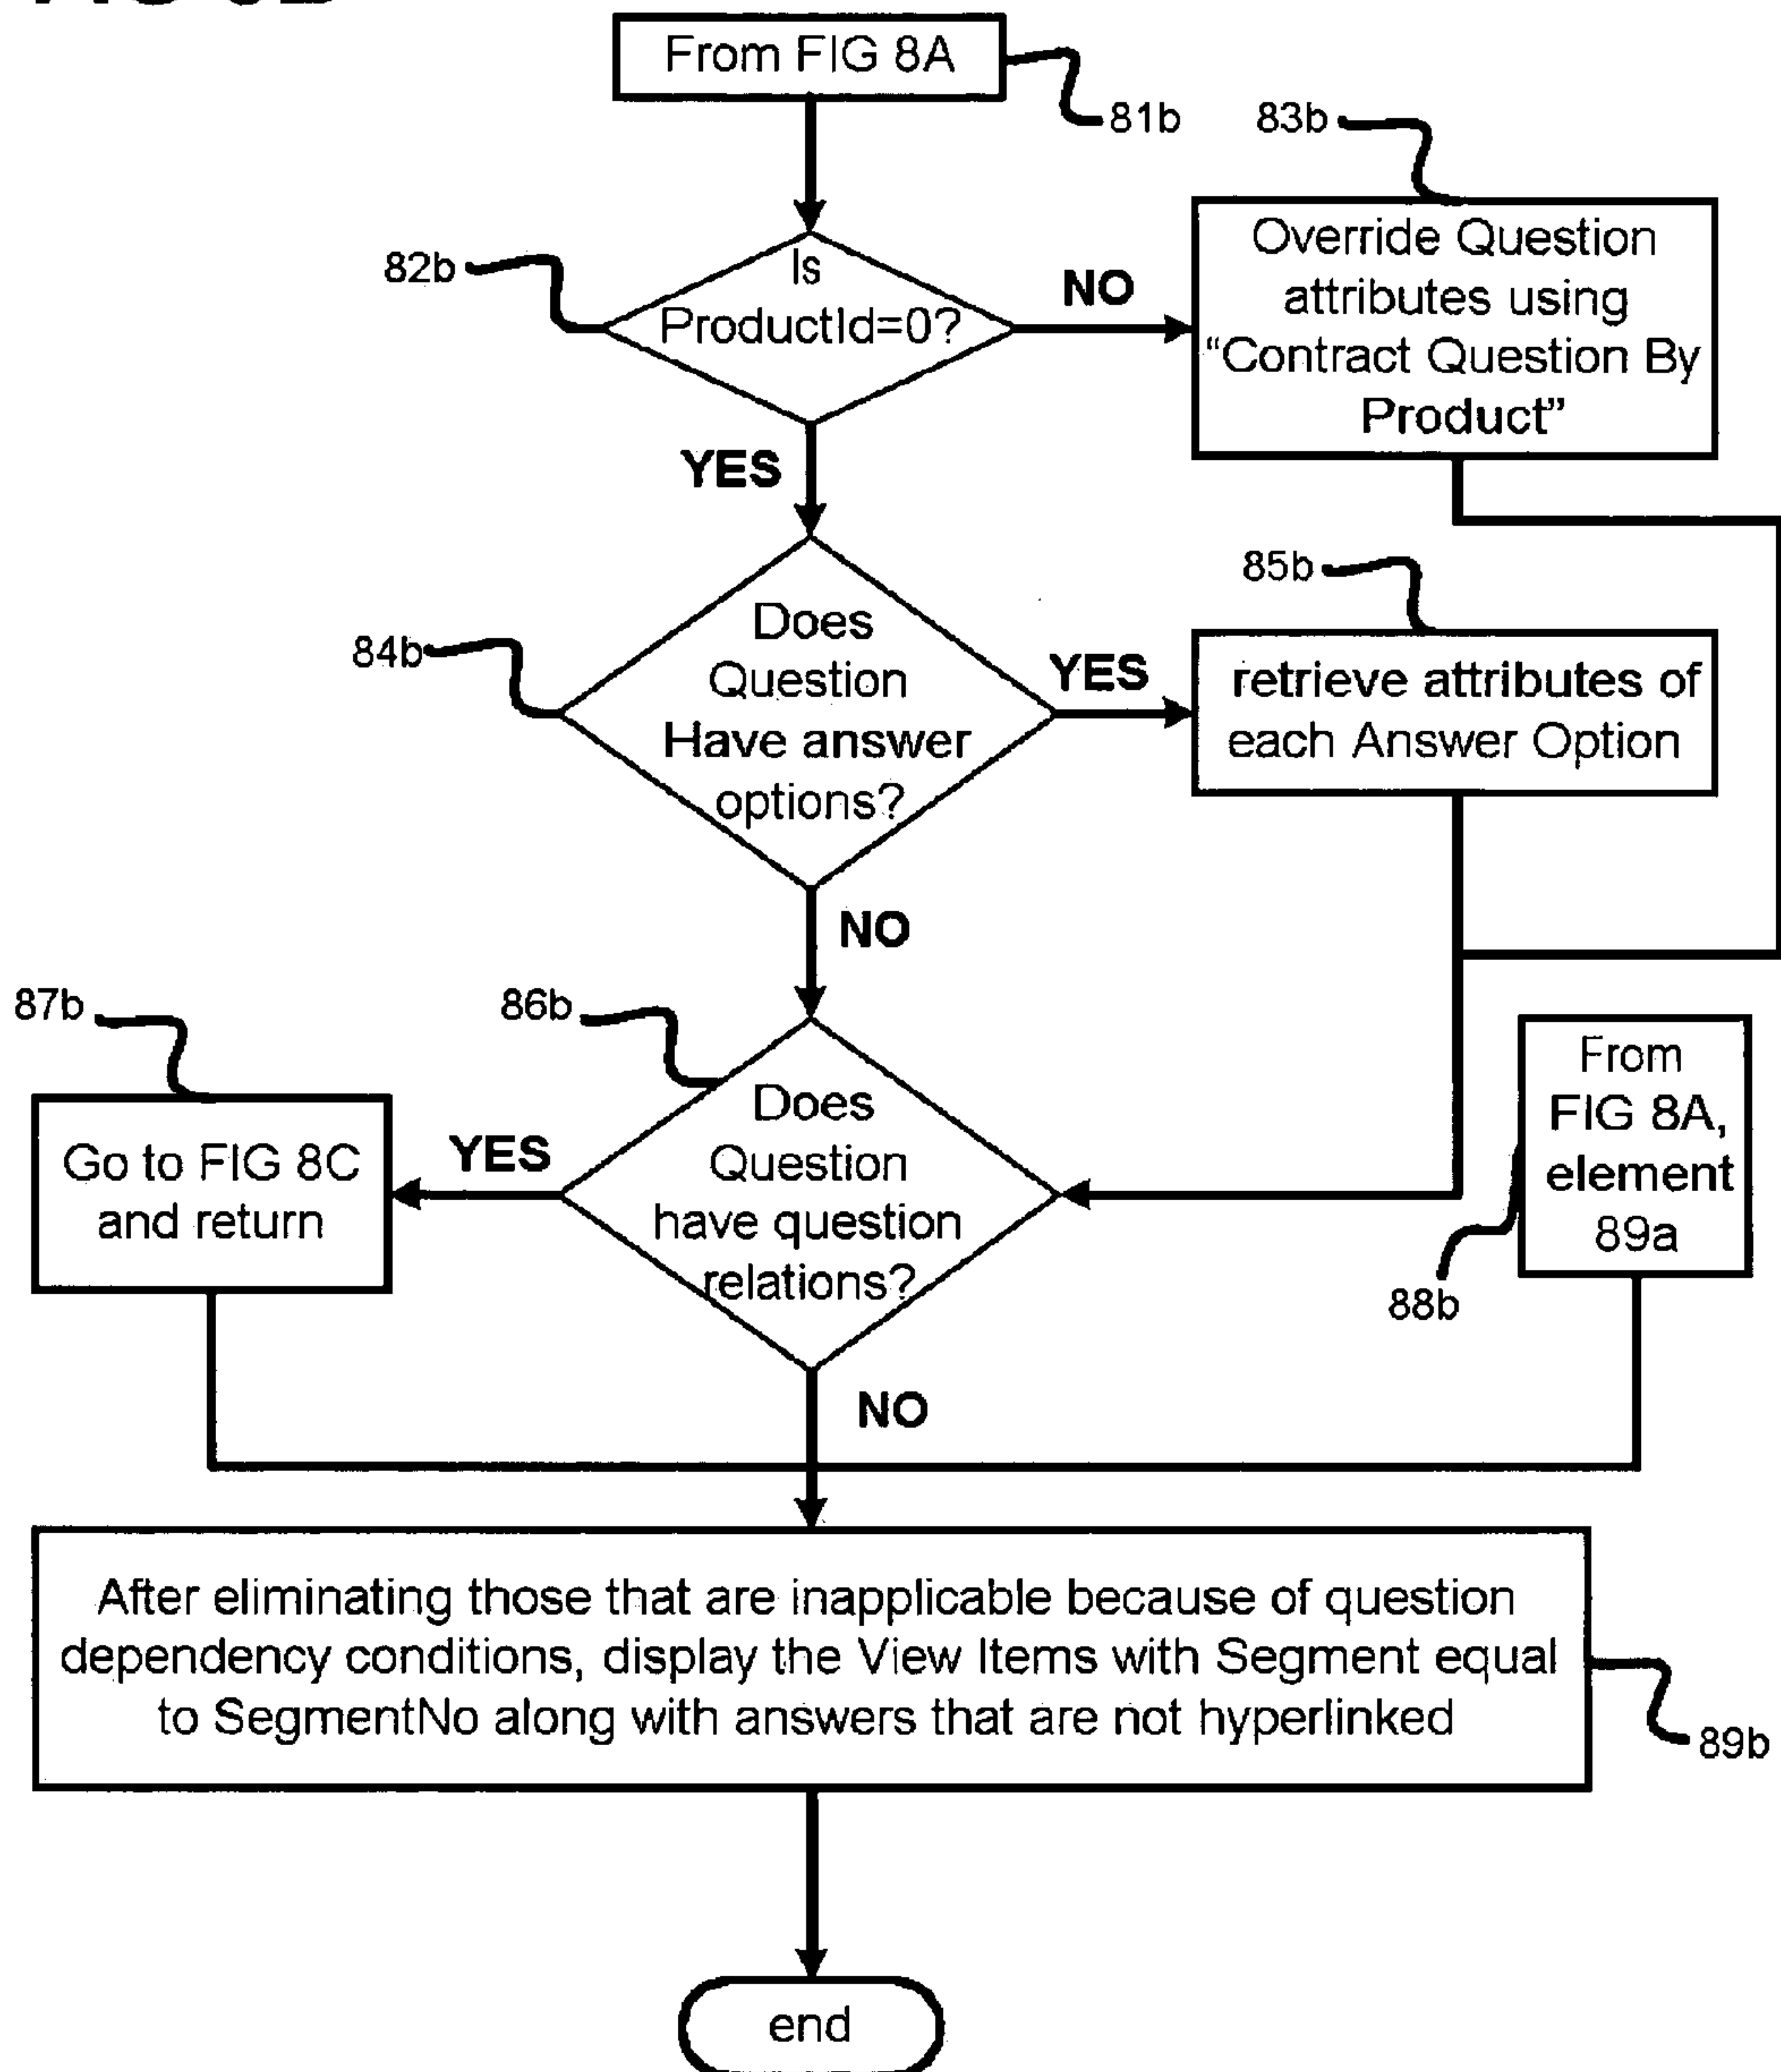 From FIG 8A
81b
83b
Override Question
attributes using
“Contract Question By
Product”
82b
Is
ProductId=0?
NO
YES
85b
84b
Does
Question
Have answer
options?
YES
retrieve attributes of
each Answer Option
NO
87b
86b
Does
Question
have question
relations?
YES
Go to FIG 8C
and return
From
FIG 8A,
element
89a
88b
NO
After eliminating those that are inapplicable because of question
dependency conditions, display the View Items with Segment equal
to SegmentNo along with answers that are not hyperlinked
89b
end